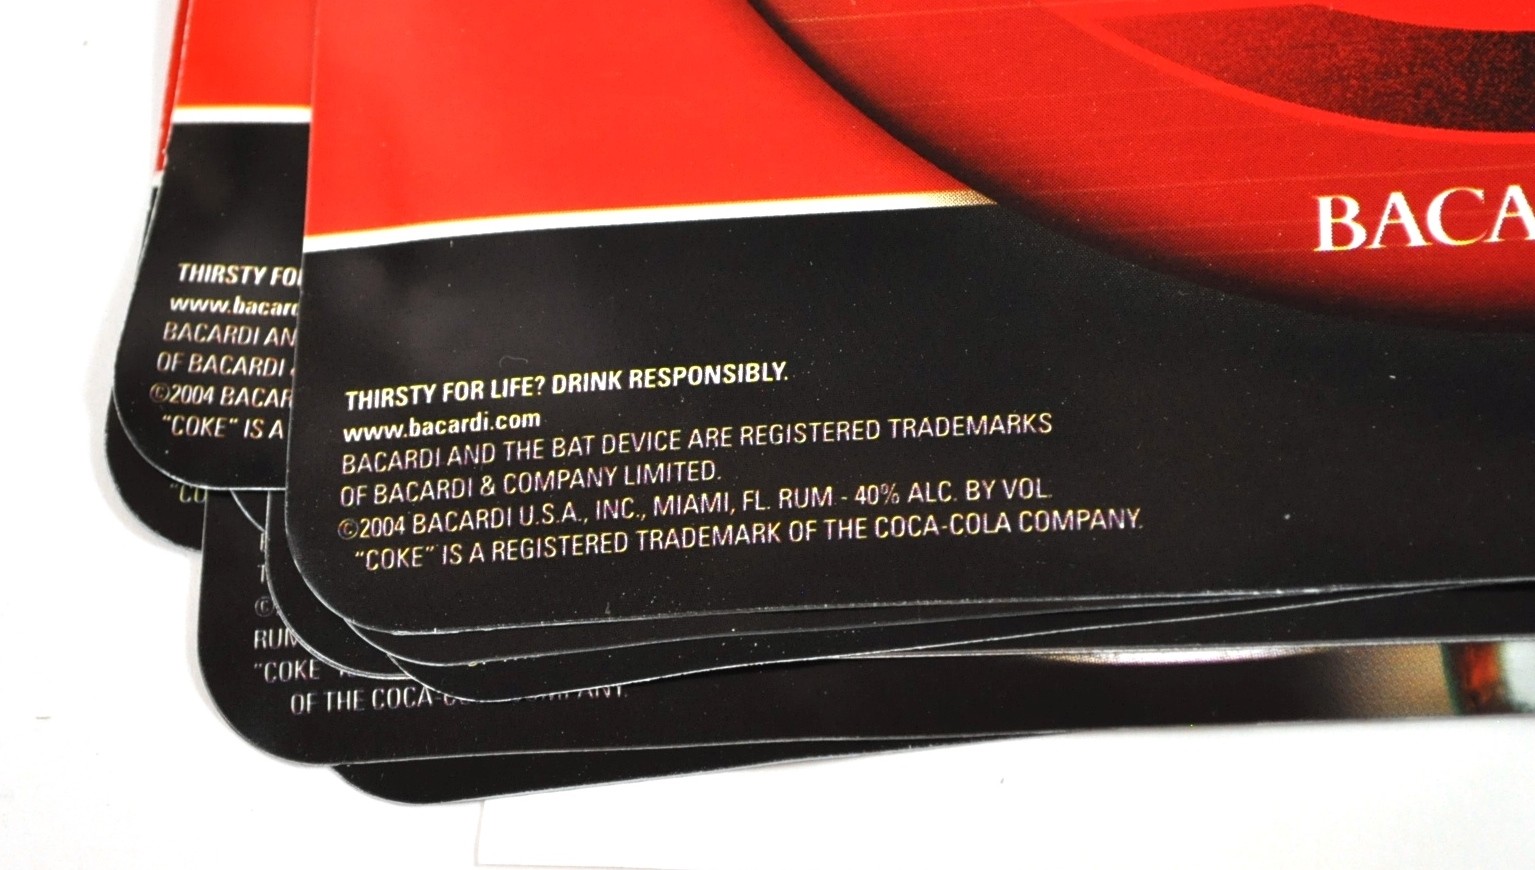 BACA
THIRSTY FOR LIFE? DRINK RESPONSIBLY.
www.bacardi.com
BACARDI AND THE BAT DEVICE ARE REGISTERED TRADEMARKS
OF BACARDI & COMPANY LIMITED.
©2004 BACARDI U.S.A., INC., MIAMI, FL. RUM - 40% ALC. BY VOL.
"COKE" IS A REGISTERED TRADEMARK OF THE COCA-COLA COMPANY.
THIRSTY FO
www.bacar
BACARDI AN
OF BACARDI
©2004 BACAR
"COKE" IS A
"CO
©
RUM
"COKE
OF THE COCA-